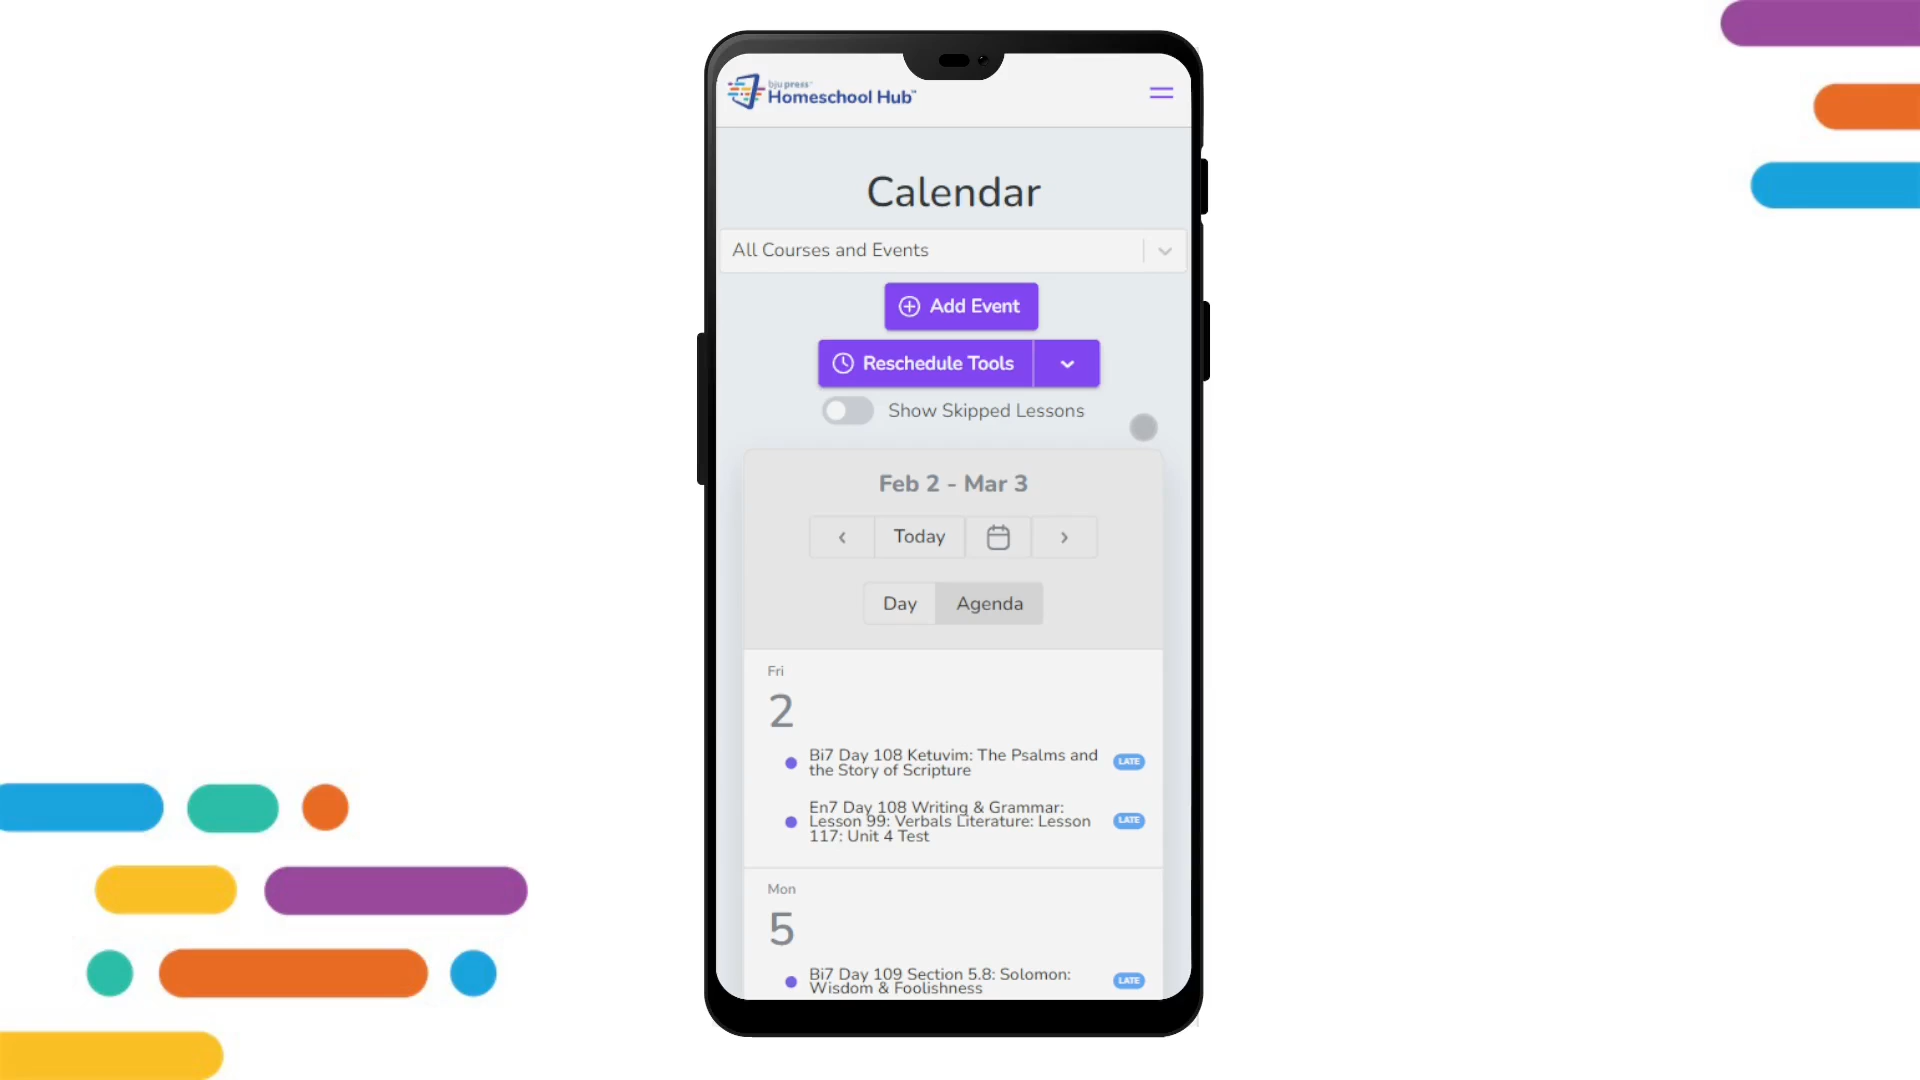 bju press
Homeschool Hub™
Calendar
All Courses and Events
Add Event
Reschedule Tools
Show Skipped Lessons
Feb 2 - Mar 3
Today
Day
Agenda
Fri
2
Bi7 Day 108 Ketuvim: The Psalms and
the Story of Scripture
LATE
En7 Day 108 Writing & Grammar:
Lesson 99: Verbals Literature: Lesson
117: Unit 4 Test
LATE
Mon
5
Bi7 Day 109 Section 5.8: Solomon:
Wisdom & Foolishness
LATE